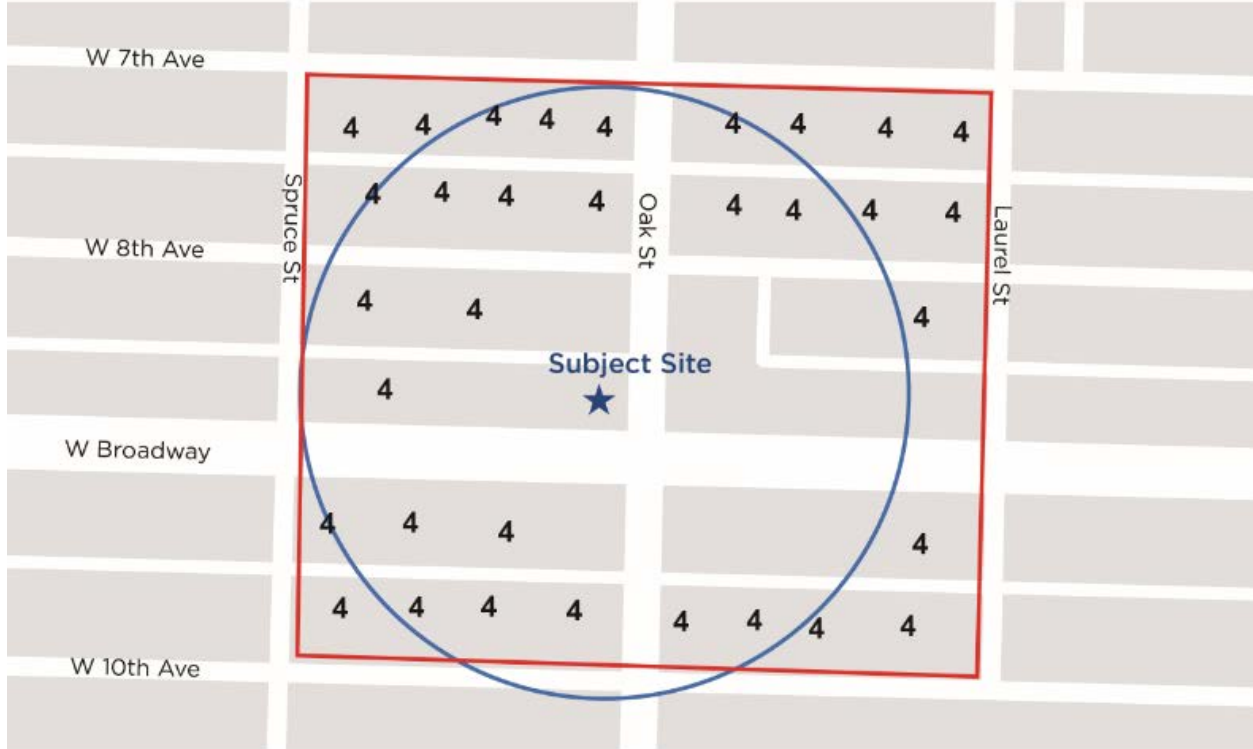 W 7th Ave
4 4 4 4 4 4 4 4 4
4 4 4 4 4 4 4 4
Spruce St
Oak St
Laurel St
W 8th Ave
4 4 4
Subject Site
4
W Broadway
4 4 4 4
4 4 4 4 4 4 4 4
W 10th Ave